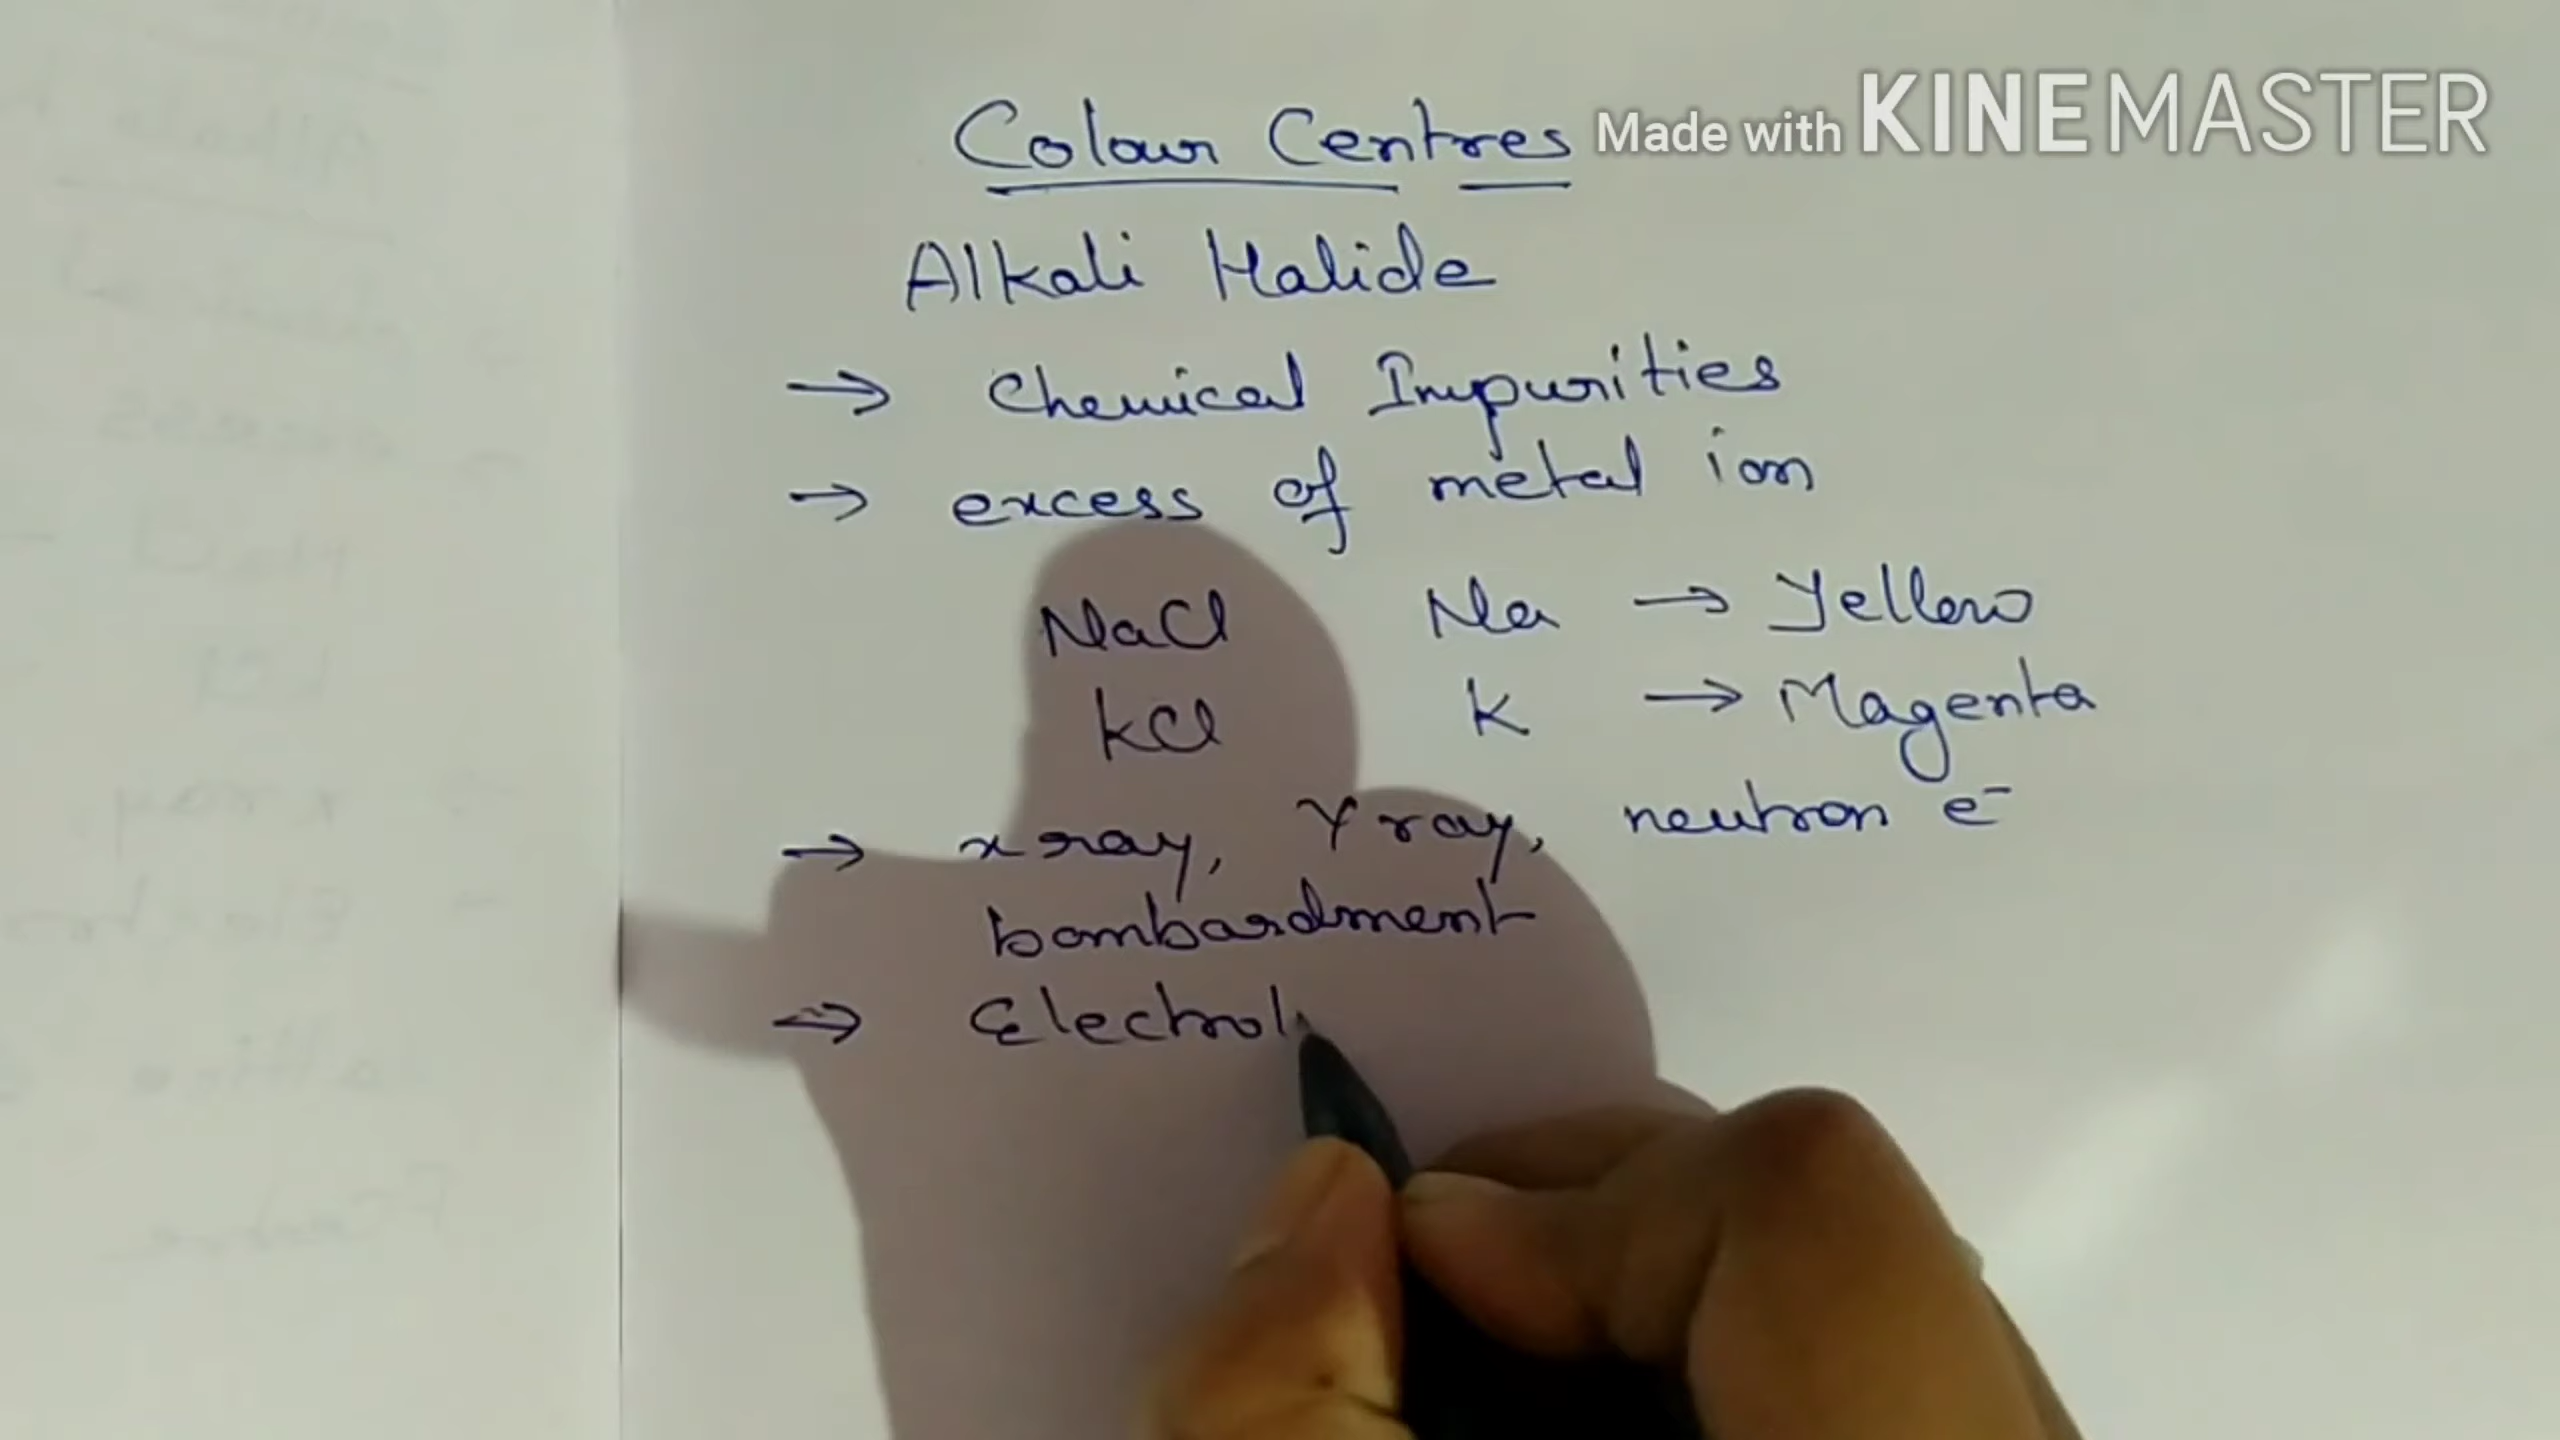 Colour Centres
Made with KINEMASTER
Alkali Halide
→ Chemical Impurities
→ excess of metal ion
NaCl Na → Yellow
KCl K → Magenta
→ x ray, γ ray, neutron e⁻
bombardment
→ Electrol